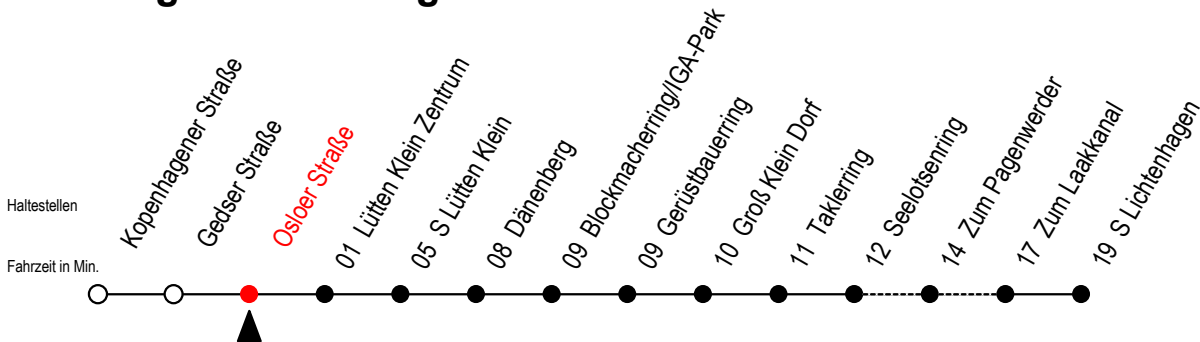 Haltestellen
Fahrzeit in Min.
Kopenhagener Straße
Gedser Straße
Osloer Straße
01 Lütten Klein Zentrum
05 S Lütten Klein
08 Dänenberg
09 Blockmacherring/IGA-Park
09 Gerüstbauerring
10 Groß Klein Dorf
11 Taklerring
12 Seelotsenring
14 Zum Pagenwerder
17 Zum Laakkanal
19 S Lichtenhagen